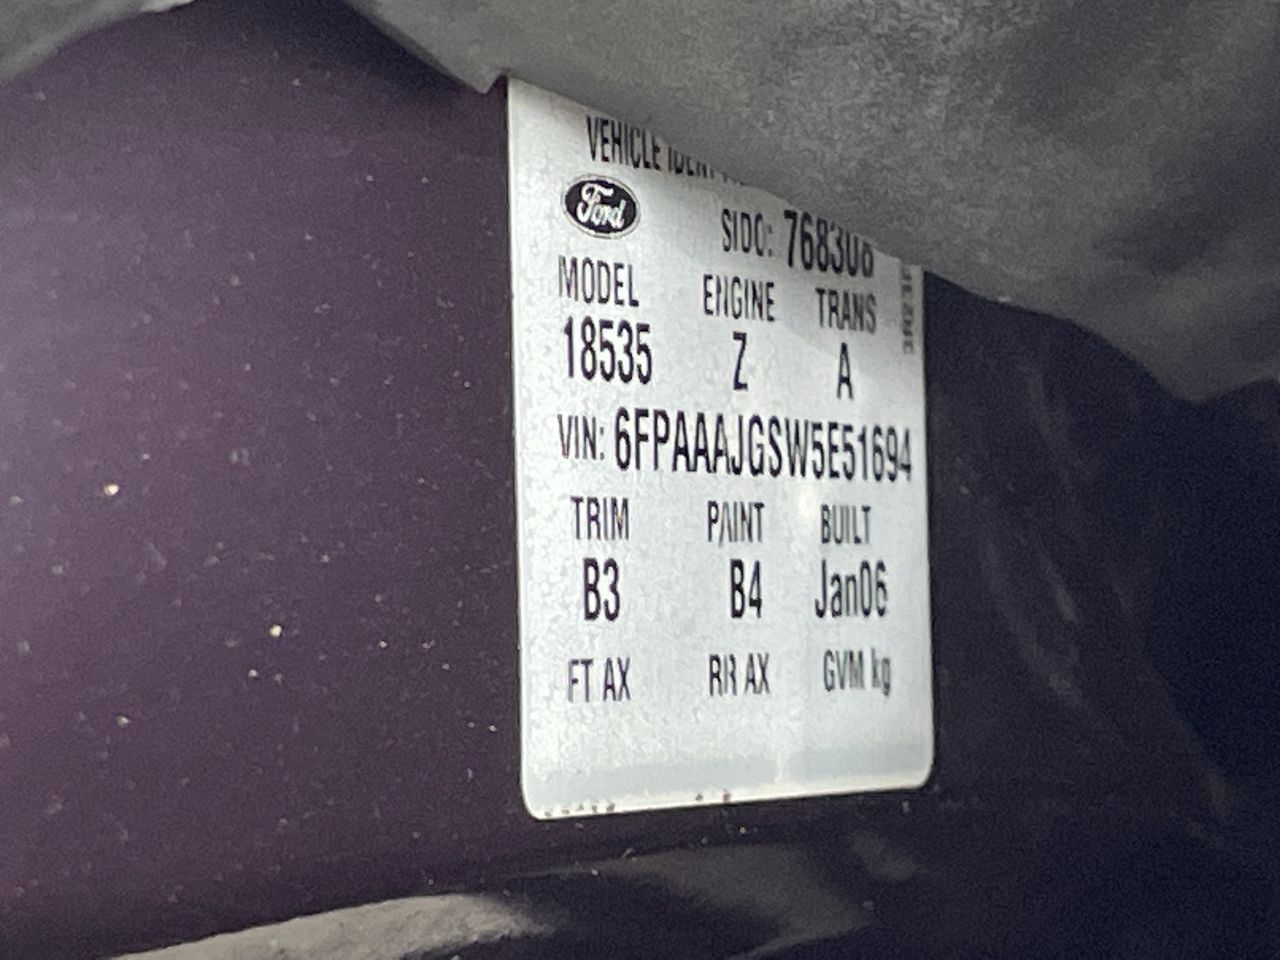 VEHICLE
Ford
SIDO: 768308
MODEL ENGINE TRANS
18535 Z A
VIN: 6FPAAAJGSW5E51694
TRIM PAINT BUILT
B3 B4 Jan06
FT AX RR AX GVM kg